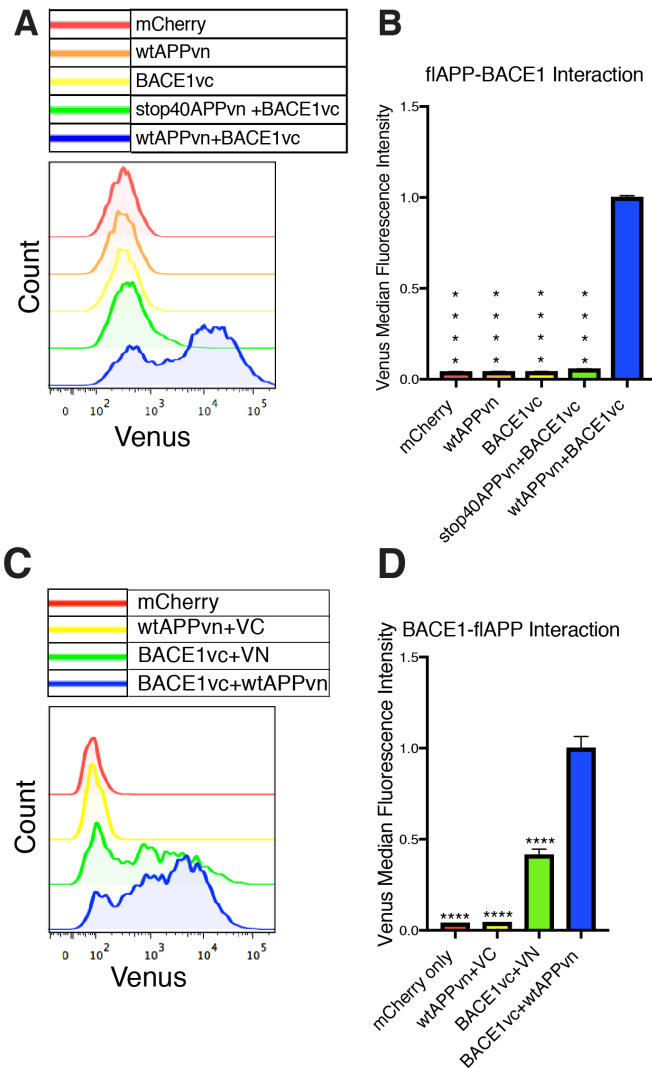 A
mCherry
wtAPPvn
BACE1vc
stop40APPvn +BACE1vc
wtAPPvn+BACE1vc
Count
0 10² 10³ 10⁴ 10⁵
Venus
B
flAPP-BACE1 Interaction
Venus Median Fluorescence Intensity
1.5
1.0
0.5
0.0
* * * *
* * * *
* * * *
* * * *
mCherry
wtAPPvn
BACE1vc
stop40APPvn+BACE1vc
wtAPPvn+BACE1vc
C
mCherry
wtAPPvn+VC
BACE1vc+VN
BACE1vc+wtAPPvn
Count
0 10² 10³ 10⁴ 10⁵
Venus
D
BACE1-flAPP Interaction
Venus Median Fluorescence Intensity
1.5
1.0
0.5
0.0
****
****
****
mCherry only
wtAPPvn+VC
BACE1vc+VN
BACE1vc+wtAPPvn